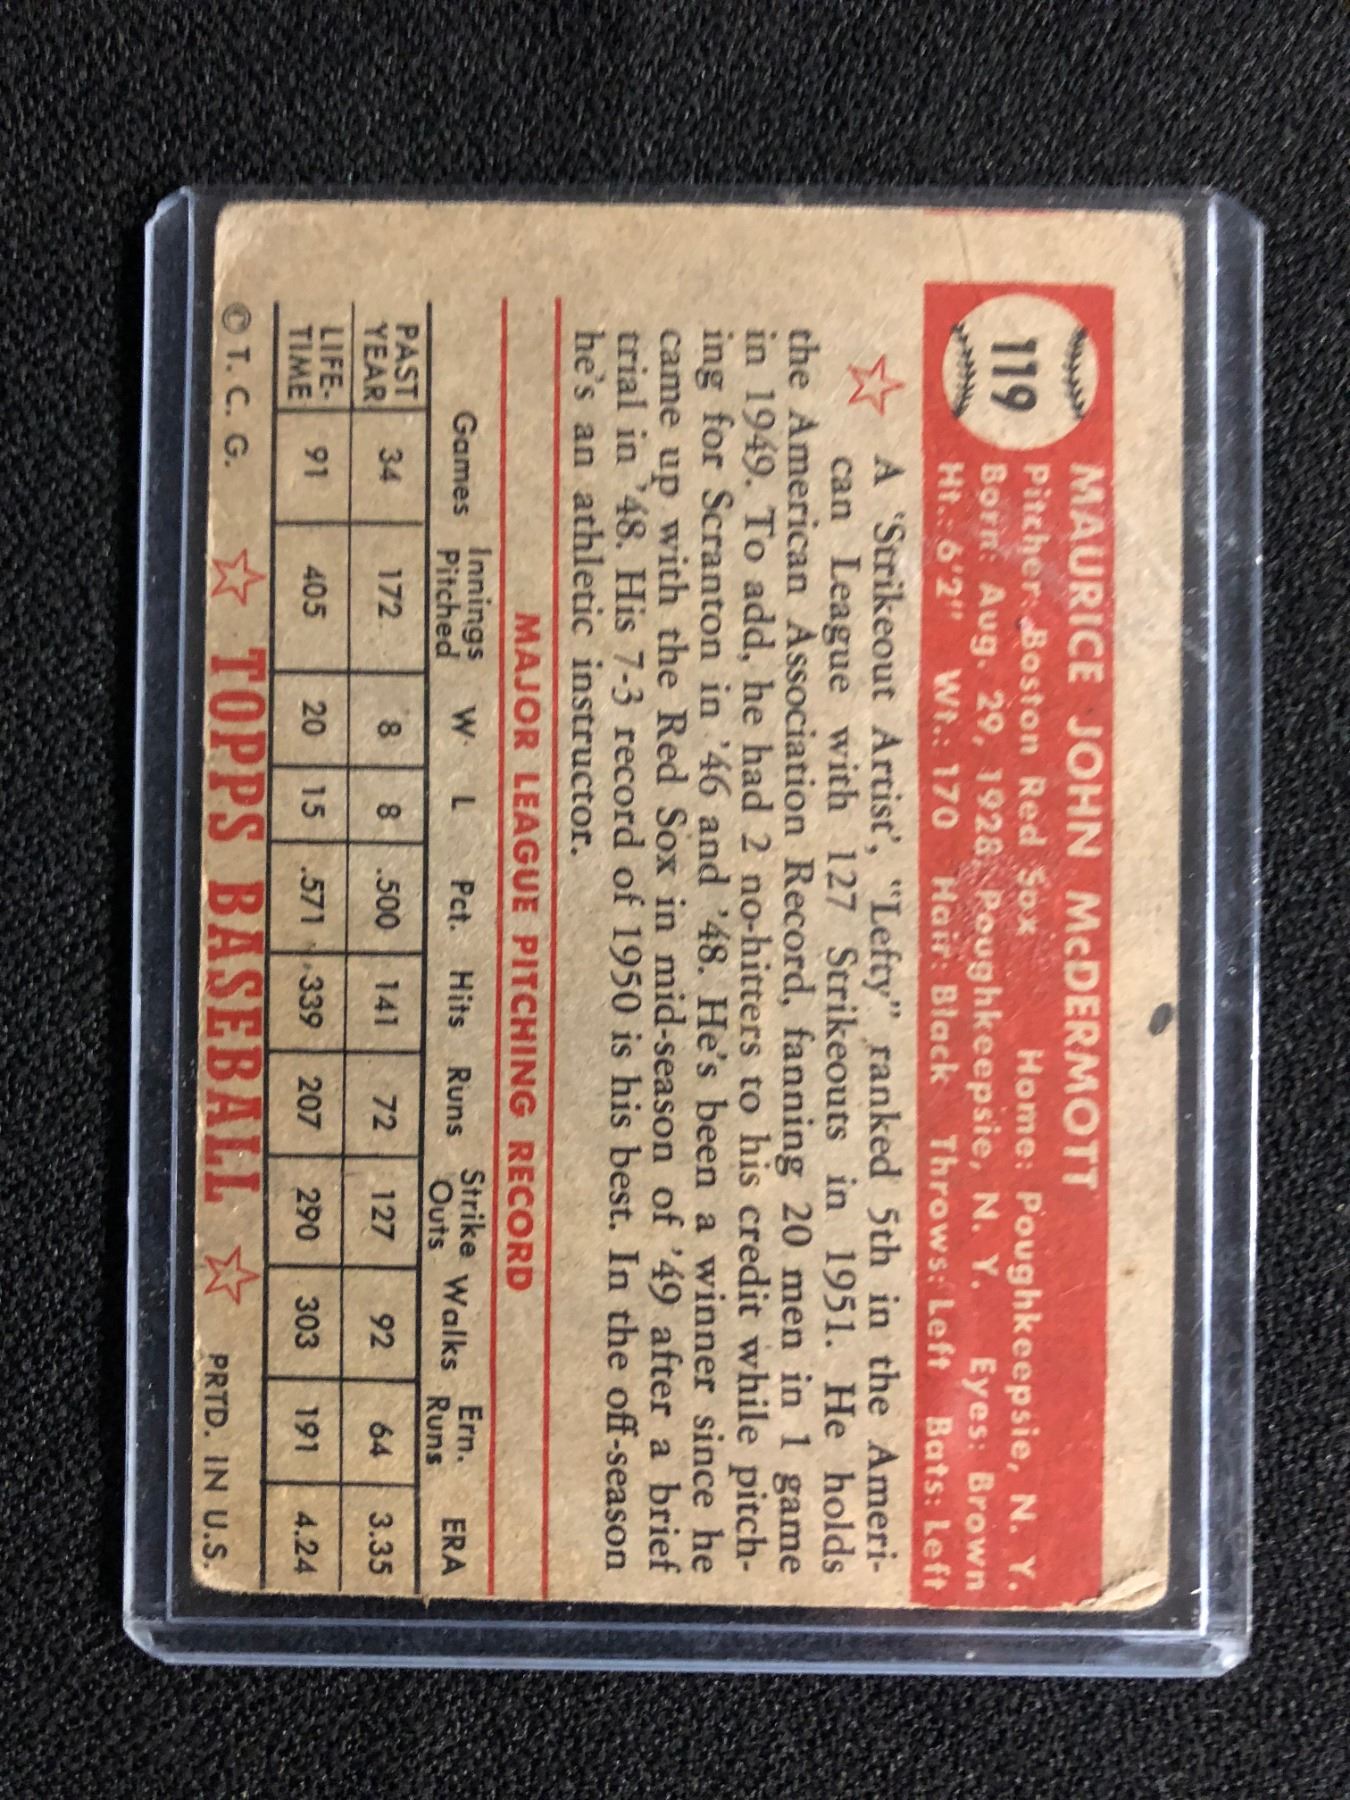 119
MAURICE JOHN McDERMOTT
Pitcher: Boston Red Sox Home: Poughkeepsie, N. Y.
Born: Aug. 29, 1928, Poughkeepsie, N. Y. Eyes: Brown
Ht.: 6'2" Wt.: 170 Hair: Black Throws: Left Bats: Left
A 'Strikeout Artist', "Lefty" ranked 5th in the Ameri-
can League with 127 Strikeouts in 1951. He holds
the American Association Record, fanning 20 men in 1 game
in 1949. To add, he had 2 no-hitters to his credit while pitch-
ing for Scranton in '46 and '48. He's been a winner since he
came up with the Red Sox in mid-season of '49 after a brief
trial in '48. His 7-3 record of 1950 is his best. In the off-season
he's an athletic instructor.
MAJOR LEAGUE PITCHING RECORD
Games Innings Pitched W L Pct. Hits Runs Strike Outs Walks Ern. Runs ERA
PAST YEAR 34 172 8 8 .500 141 72 127 92 64 3.35
LIFE-TIME 91 405 20 15 .571 .339 207 290 303 191 4.24
© T. C. G. TOPPS BASEBALL PRTD. IN U.S.